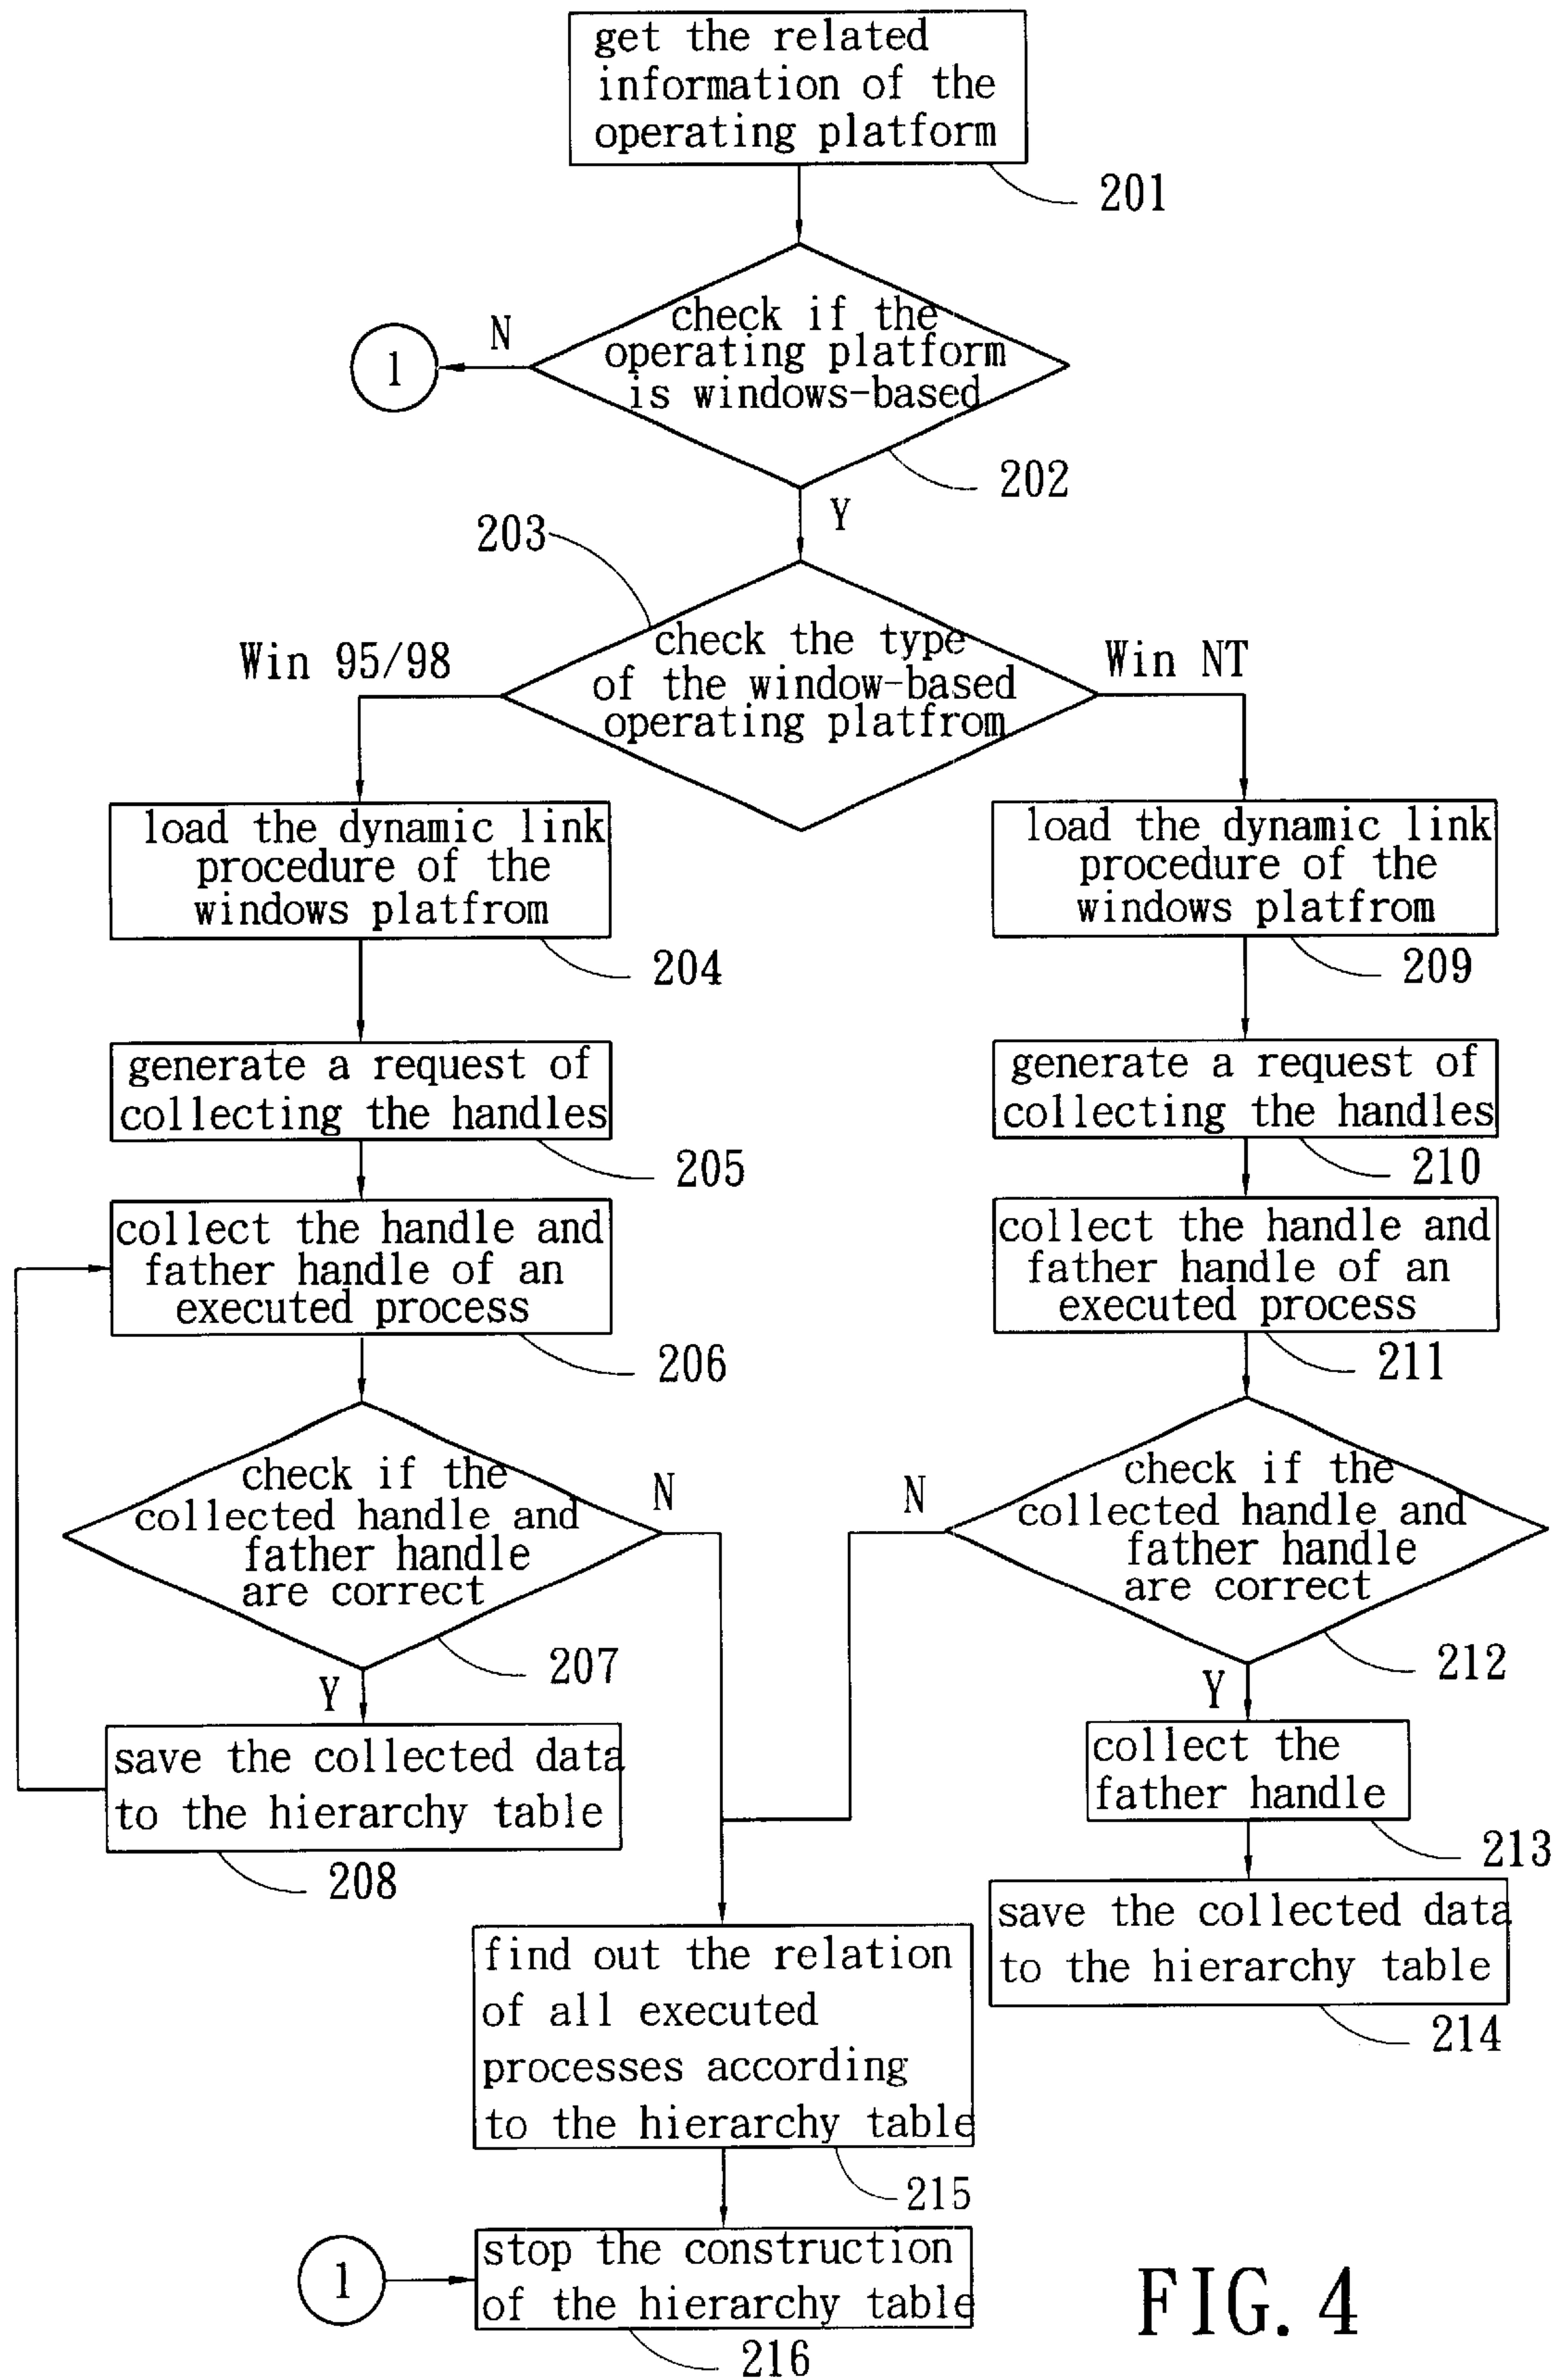 get the related
information of the
operating platform
201
check if the
operating platform
is windows-based
N
1
202
Y
203
check the type
of the window-based
operating platfrom
Win 95/98
Win NT
load the dynamic link
procedure of the
windows platfrom
204
load the dynamic link
procedure of the
windows platfrom
209
generate a request of
collecting the handles
205
generate a request of
collecting the handles
210
collect the handle and
father handle of an
executed process
206
collect the handle and
father handle of an
executed process
211
check if the
collected handle and
father handle
are correct
N
207
Y
check if the
collected handle and
father handle
are correct
N
212
Y
save the collected data
to the hierarchy table
208
collect the
father handle
213
save the collected data
to the hierarchy table
214
find out the relation
of all executed
processes according
to the hierarchy table
215
1
stop the construction
of the hierarchy table
216
FIG. 4